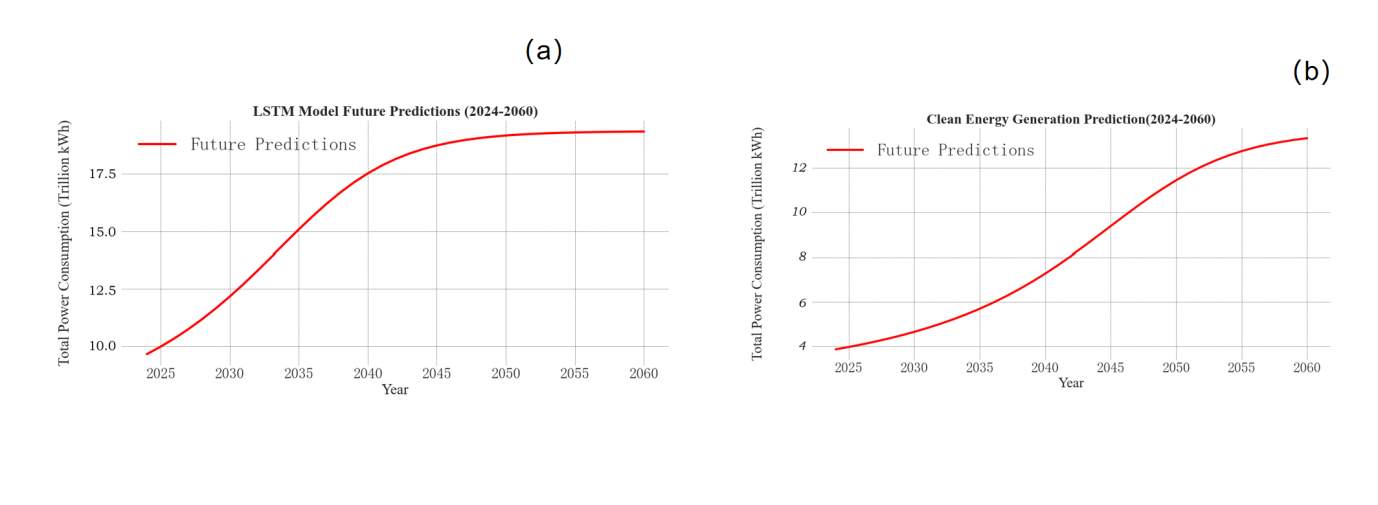 (a)
LSTM Model Future Predictions (2024-2060)
Future Predictions
Total Power Consumption (Trillion kWh)
17.5
15.0
12.5
10.0
2025 2030 2035 2040 2045 2050 2055 2060
Year
(b)
Clean Energy Generation Prediction(2024-2060)
Future Predictions
Total Power Consumption (Trillion kWh)
12
10
8
6
4
2025 2030 2035 2040 2045 2050 2055 2060
Year